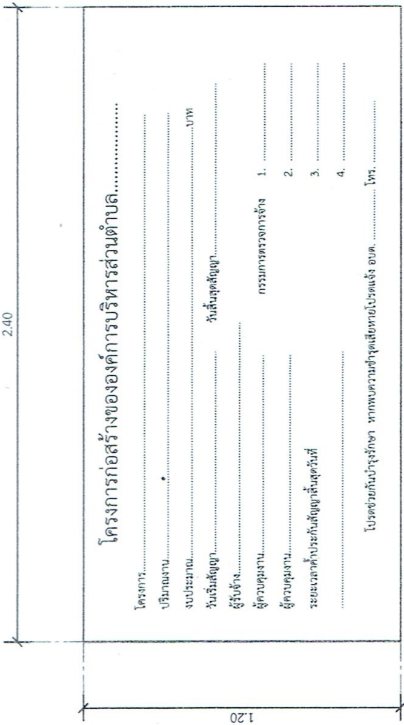 2.40
1.20
โครงการก่อสร้างขององค์การบริหารส่วนตำบล....................
โครงการ................................................................
ปริมาณงาน................................................................
งบประมาณ................................................................บาท
วันเริ่มสัญญา................................ วันสิ้นสุดสัญญา................................
ผู้รับจ้าง................................................................
ผู้ควบคุมงาน................................ กรรมการตรวจการจ้าง 1. ................................
ผู้ควบคุมงาน................................ 2. ................................
ระยะเวลาค้ำประกันสัญญาสิ้นสุดวันที่ 3. ................................
................................................................ 4. ................................
โปรดช่วยกันบำรุงรักษา หากพบความชำรุดเสียหายโปรดแจ้ง อบต. .................... โทร. ....................